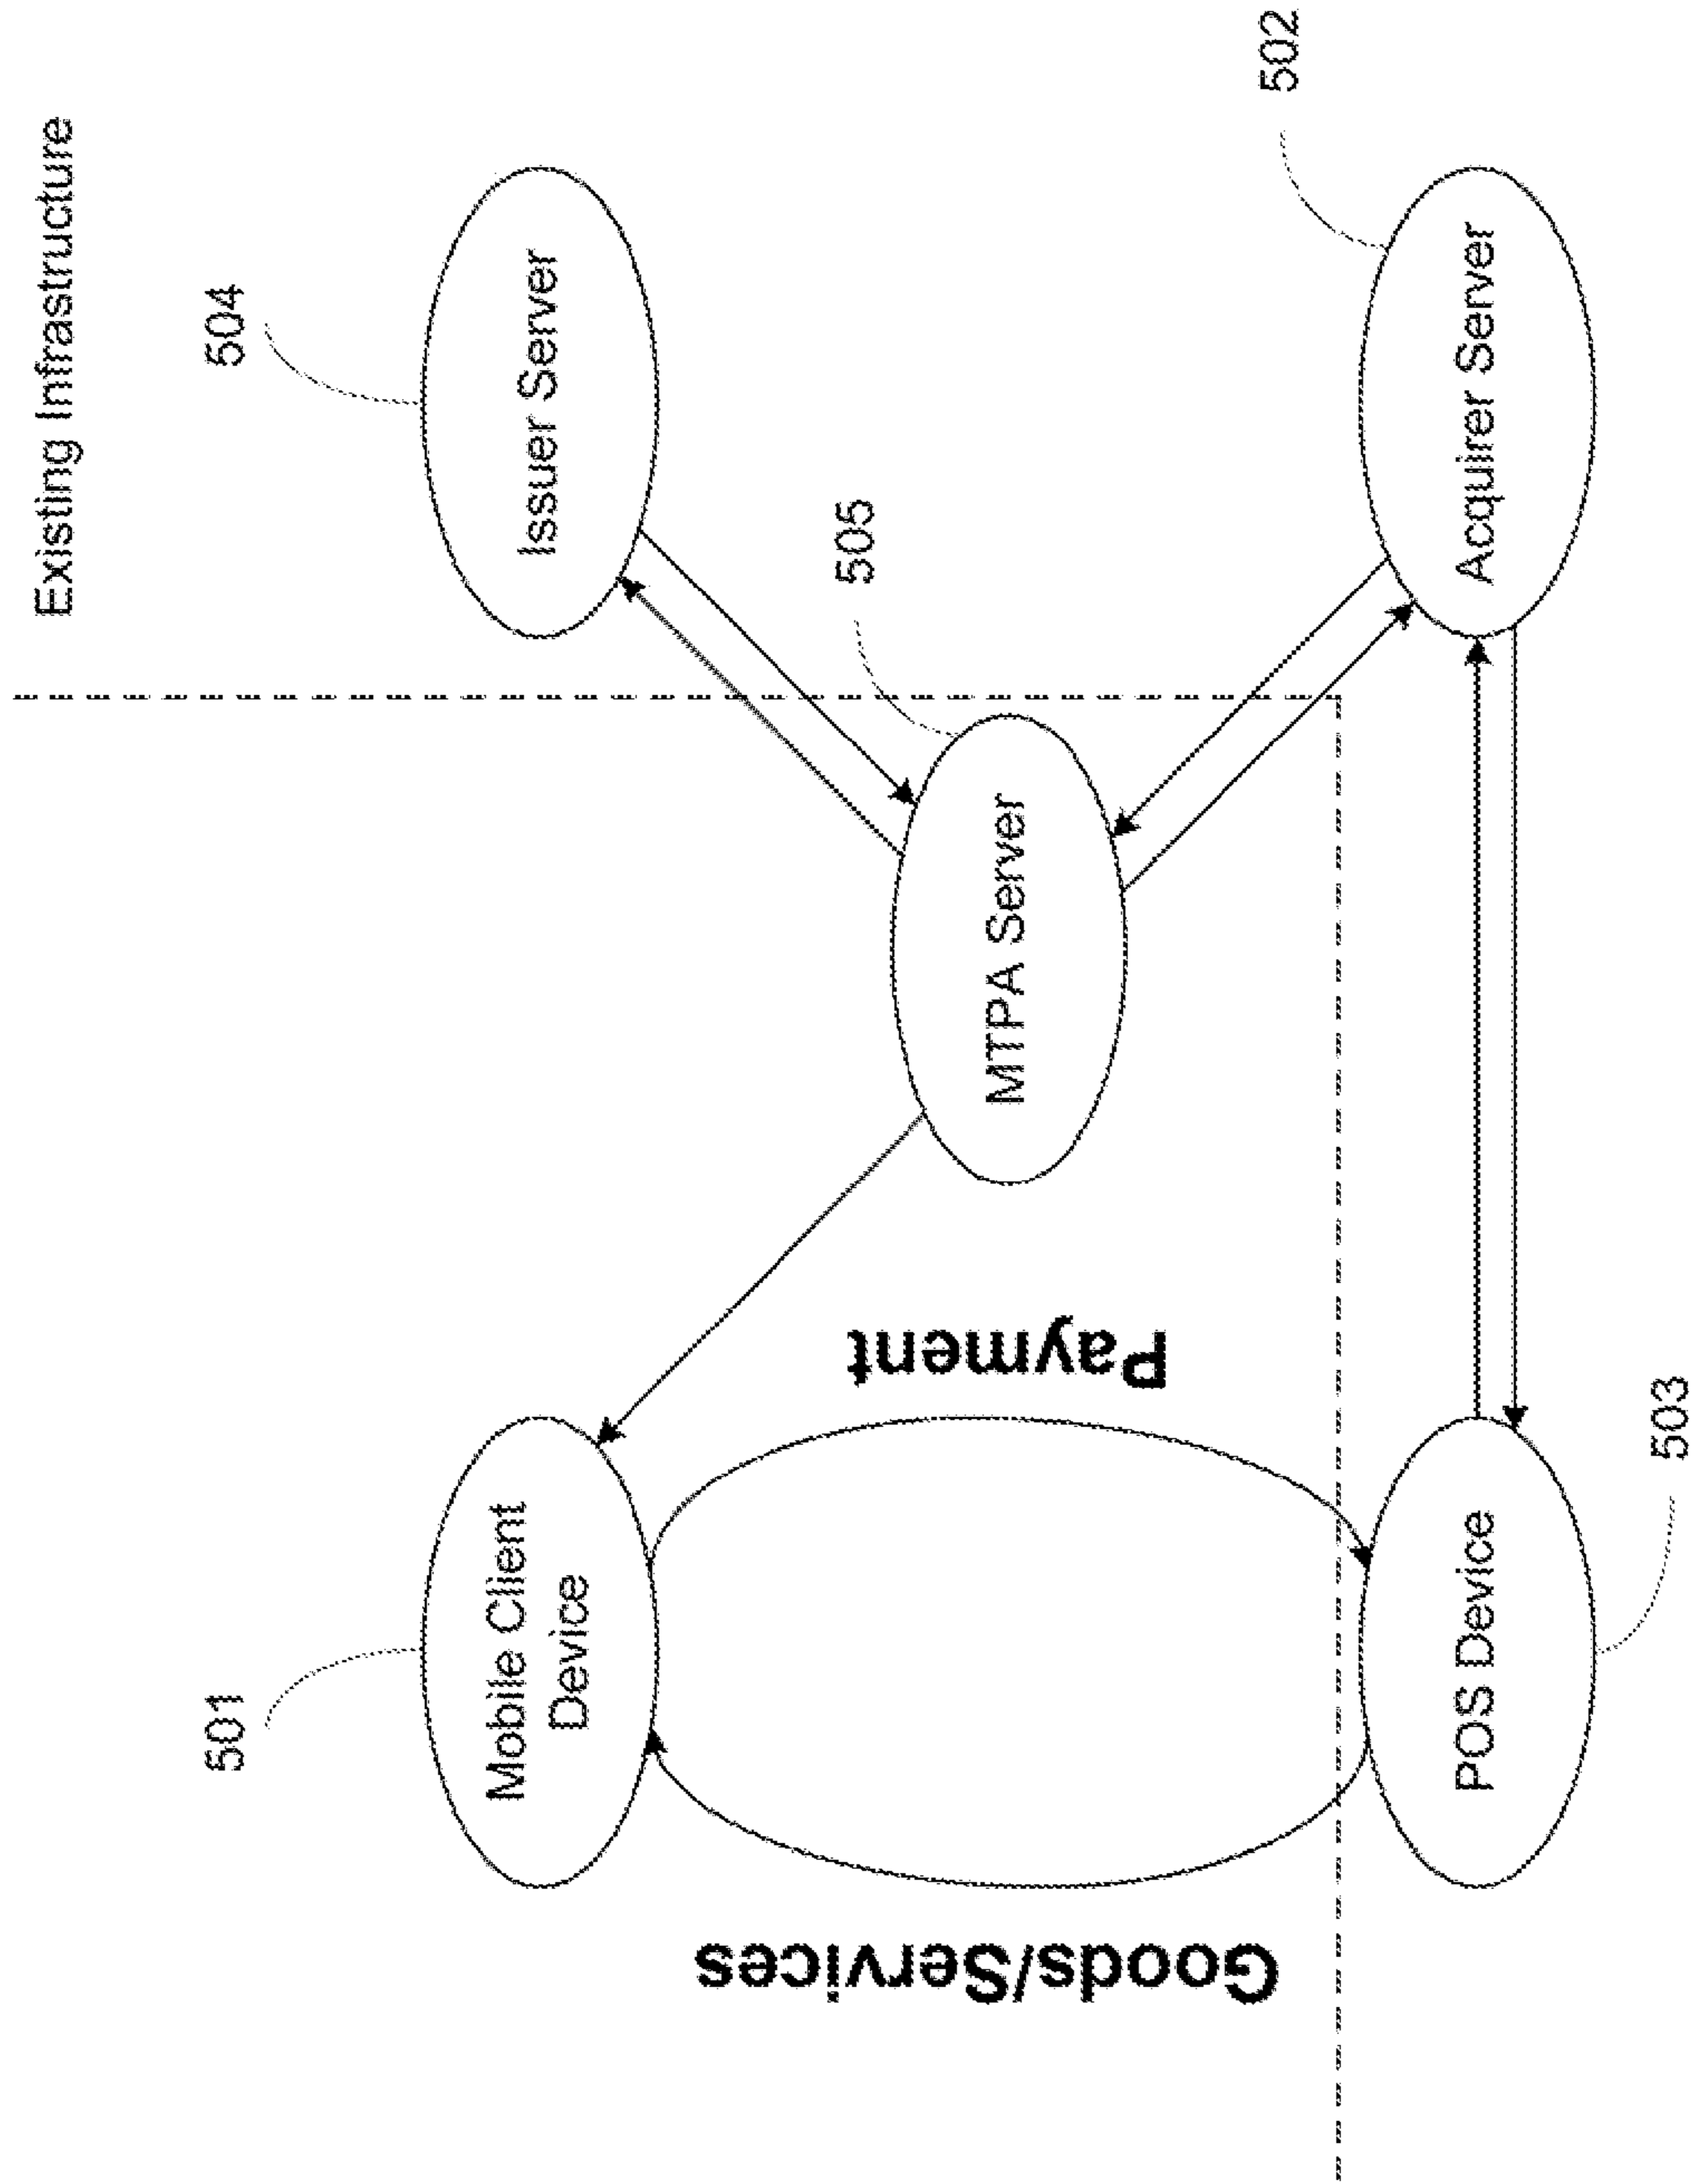 Existing Infrastructure
504
Issuer Server
505
MTPA Server
502
Acquirer Server
501
Mobile Client
Device
Payment
Goods/Services
POS Device
503